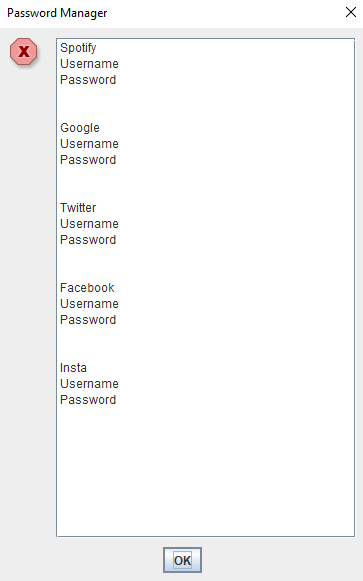 Password Manager
Spotify
Username
Password
Google
Username
Password
Twitter
Username
Password
Facebook
Username
Password
Insta
Username
Password
OK